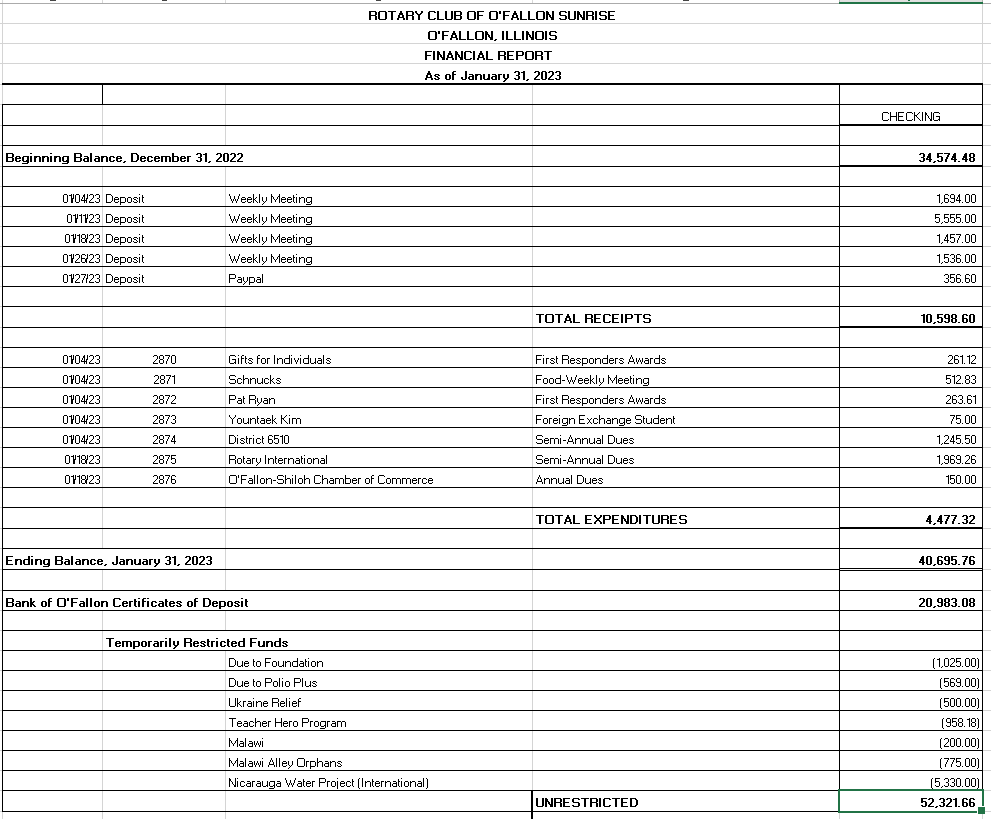 ROTARY CLUB OF O'FALLON SUNRISE
O'FALLON, ILLINOIS
FINANCIAL REPORT
As of January 31, 2023
CHECKING
Beginning Balance, December 31, 2022 34,574.48
01/04/23 Deposit Weekly Meeting 1,694.00
01/11/23 Deposit Weekly Meeting 5,555.00
01/18/23 Deposit Weekly Meeting 1,457.00
01/26/23 Deposit Weekly Meeting 1,536.00
01/27/23 Deposit Paypal 356.60
TOTAL RECEIPTS 10,598.60
01/04/23 2870 Gifts for Individuals First Responders Awards 261.12
01/04/23 2871 Schnucks Food-Weekly Meeting 512.83
01/04/23 2872 Pat Ryan First Responders Awards 263.61
01/04/23 2873 Yountaek Kim Foreign Exchange Student 75.00
01/04/23 2874 District 6510 Semi-Annual Dues 1,245.50
01/18/23 2875 Rotary International Semi-Annual Dues 1,969.26
01/18/23 2876 O'Fallon-Shiloh Chamber of Commerce Annual Dues 150.00
TOTAL EXPENDITURES 4,477.32
Ending Balance, January 31, 2023 40,695.76
Bank of O'Fallon Certificates of Deposit 20,983.08
Temporarily Restricted Funds
Due to Foundation (1,025.00)
Due to Polio Plus (569.00)
Ukraine Relief (500.00)
Teacher Hero Program (958.18)
Malawi (200.00)
Malawi Alley Orphans (775.00)
Nicarauga Water Project (International) (5,330.00)
UNRESTRICTED 52,321.66